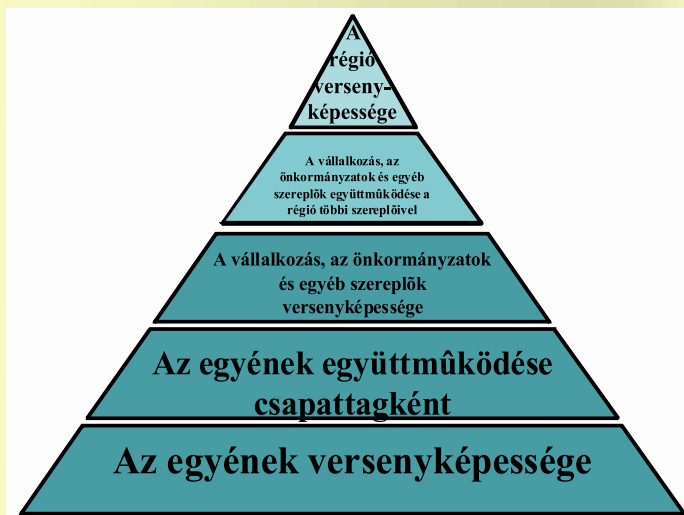 A
régió
verseny-
képessége
A vállalkozás, az
önkormányzatok és egyéb
szereplõk együttmûködése a
régió többi szereplõivel
A vállalkozás, az önkormányzatok
és egyéb szereplõk
versenyképessége
Az egyének együttmûködése
csapattagként
Az egyének versenyképessége